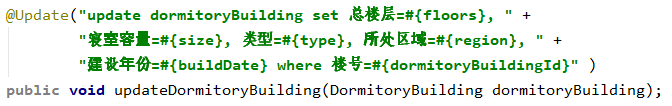 @Update("update dormitoryBuilding set 总楼层=#{floors}, " +
"寝室容量=#{size}, 类型=#{type}, 所处区域=#{region}, " +
"建设年份=#{buildDate} where 楼号=#{dormitoryBuildingId}" )
public void updateDormitoryBuilding(DormitoryBuilding dormitoryBuilding);